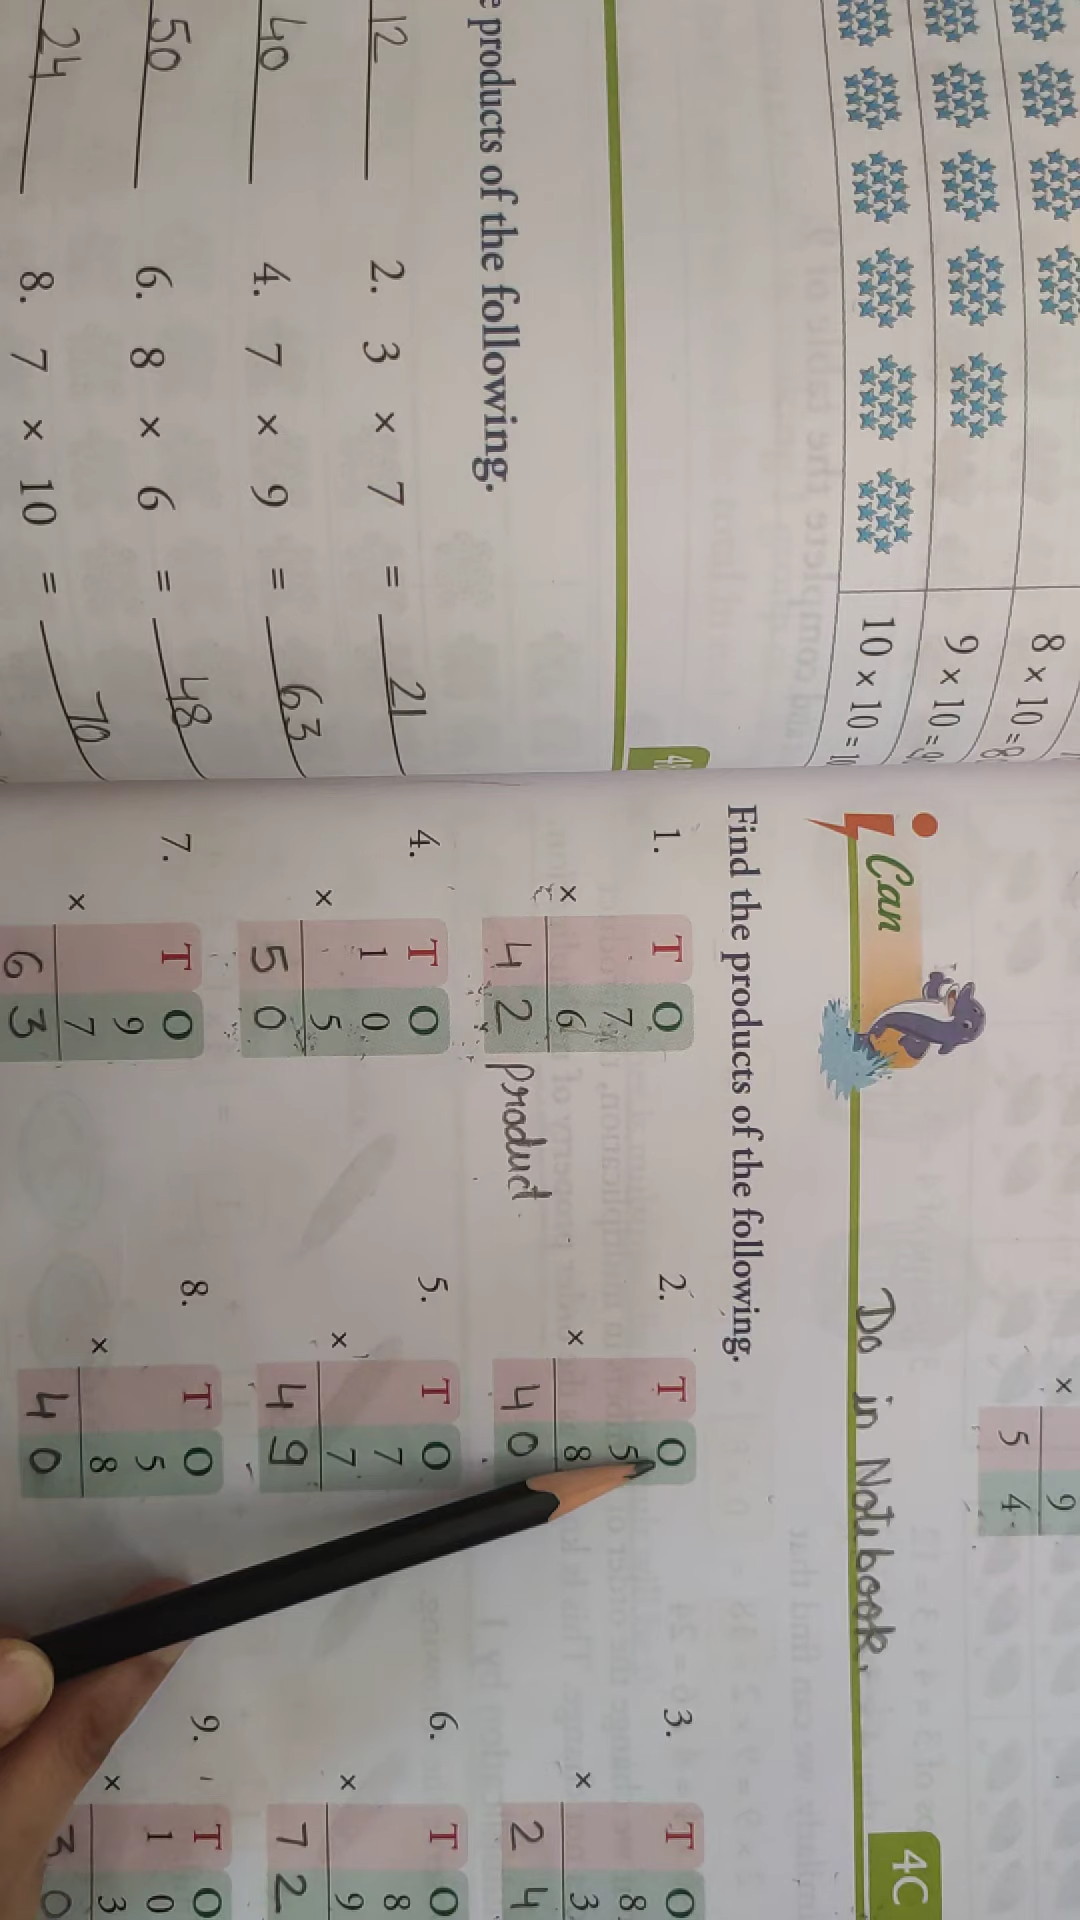 8 × 10 = 8
9 × 10 = 9
10 × 10 = 10
e products of the following.
12
2. 3 × 7 = 21
40
4. 7 × 9 = 63
50
6. 8 × 6 = 48
24
8. 7 × 10 = 70
9
×
5 4
Can
Do in Notebook.
4C
Find the products of the following.
1. T O
7
× 6
4 2 product
2. T O
5
× 8
4 0
3. T O
8
× 3
2 4
4. T O
1 0
× 5
5 0
5. T O
7
× 7
4 9
6. T O
8
× 9
7 2
7. T O
9
× 7
6 3
8. T O
5
× 8
4 0
9. T O
1 0
× 3
3 0